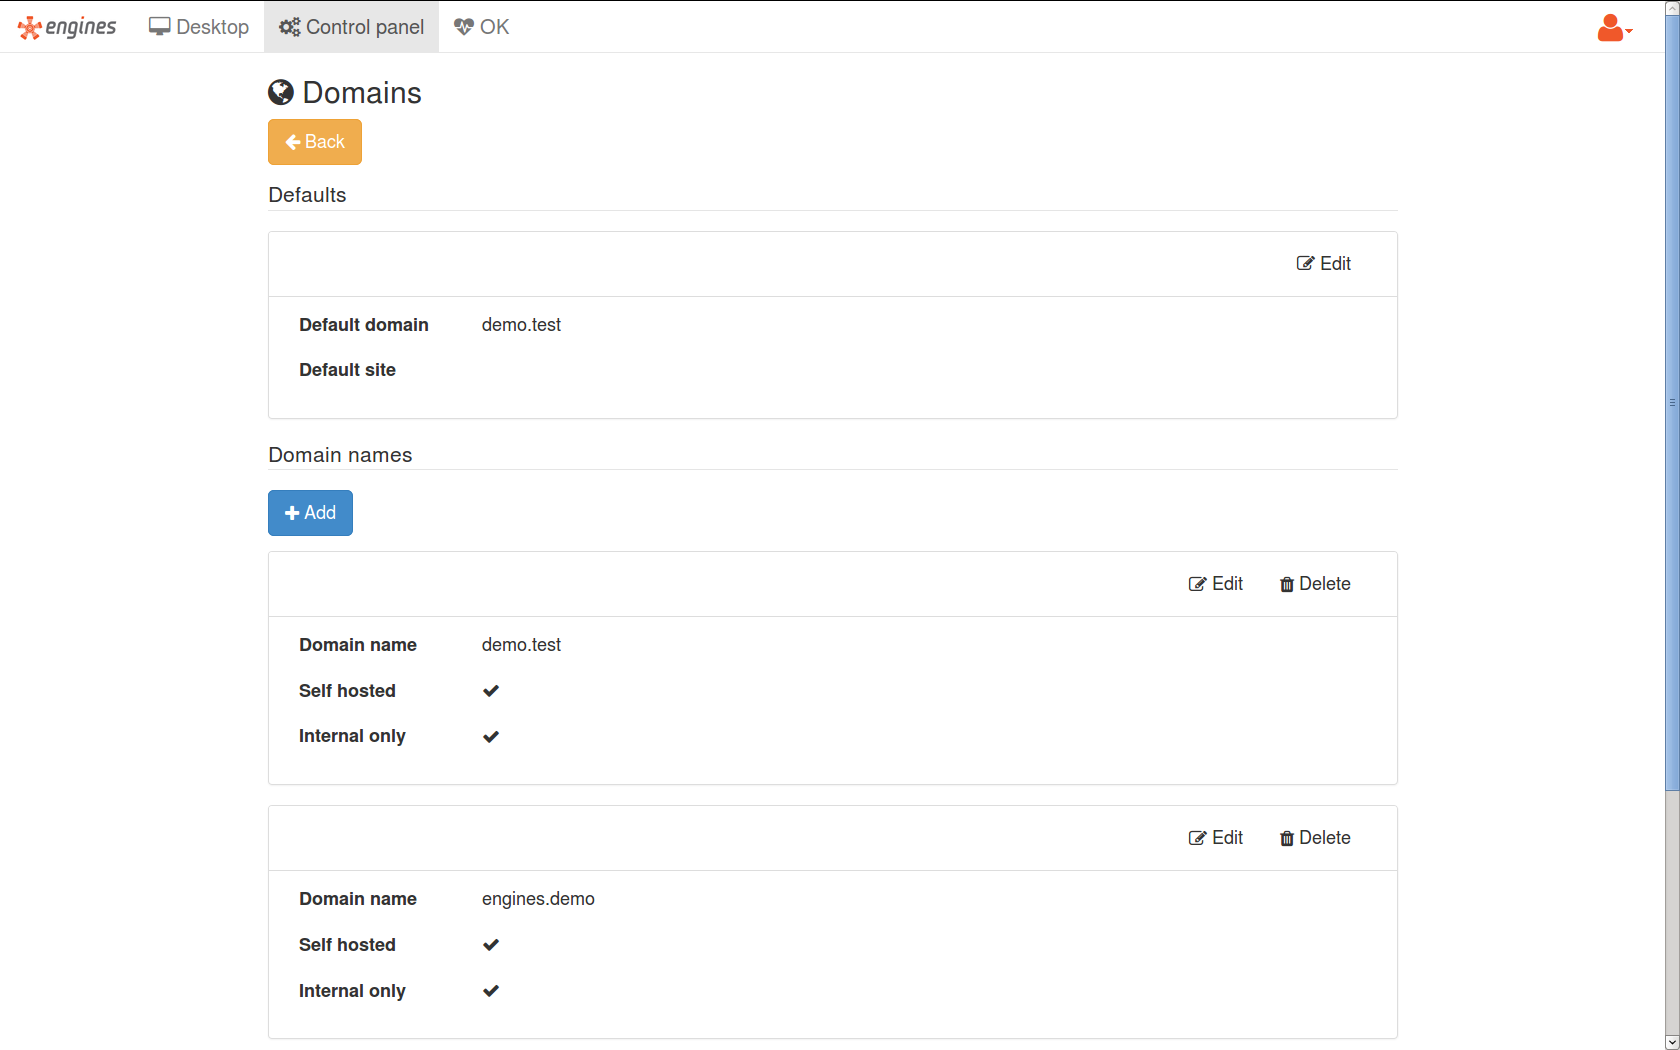 engines Desktop Control panel OK
Domains
Back
Defaults
Edit
Default domain demo.test
Default site
Domain names
Add
Edit Delete
Domain name demo.test
Self hosted
Internal only
Edit Delete
Domain name engines.demo
Self hosted
Internal only